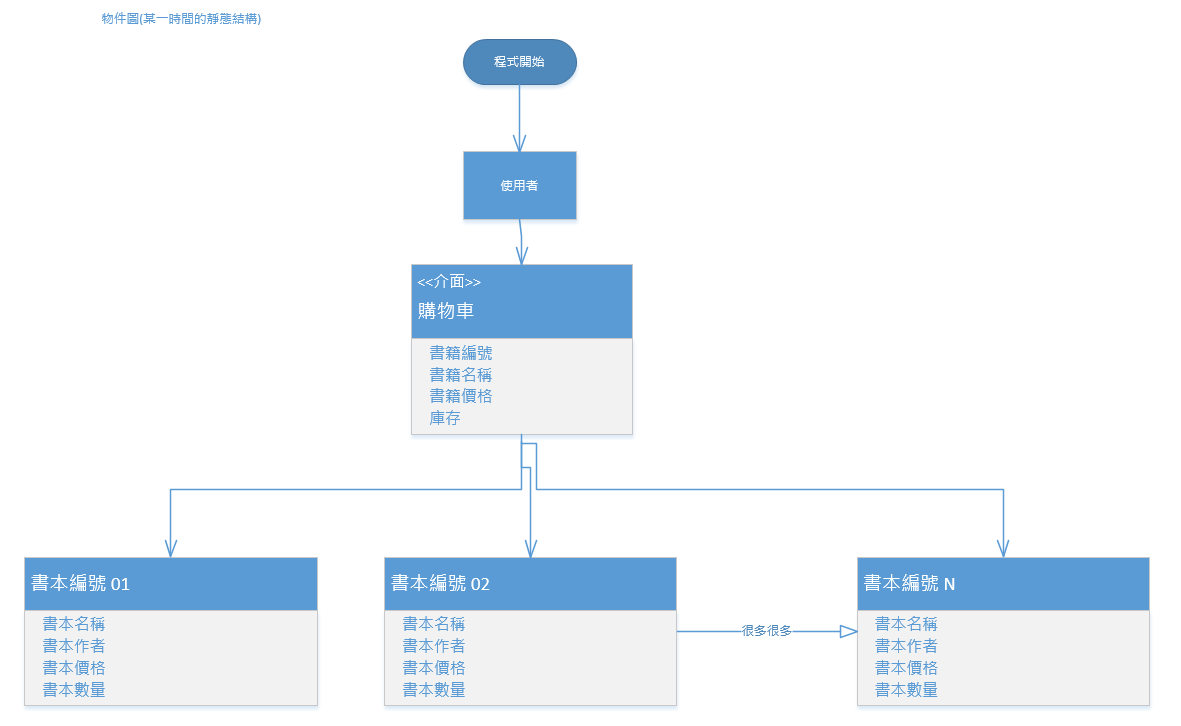 物件圖(某一時間的靜態結構)
程式開始
使用者
<<介面>>
購物車
書籍編號
書籍名稱
書籍價格
庫存
書本編號 01
書本名稱
書本作者
書本價格
書本數量
書本編號 02
書本名稱
書本作者
書本價格
書本數量
很多很多
書本編號 N
書本名稱
書本作者
書本價格
書本數量